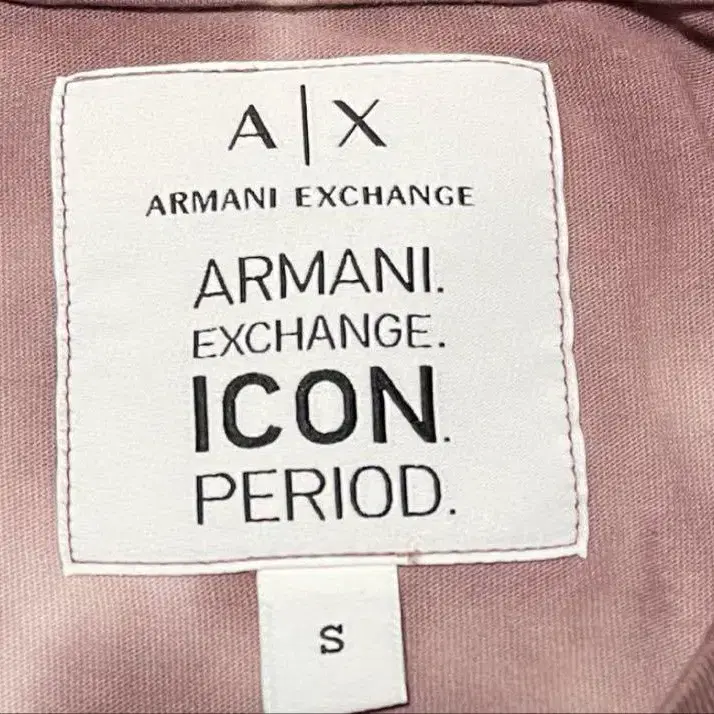 A|X
ARMANI EXCHANGE
ARMANI.
EXCHANGE.
ICON.
PERIOD.
S